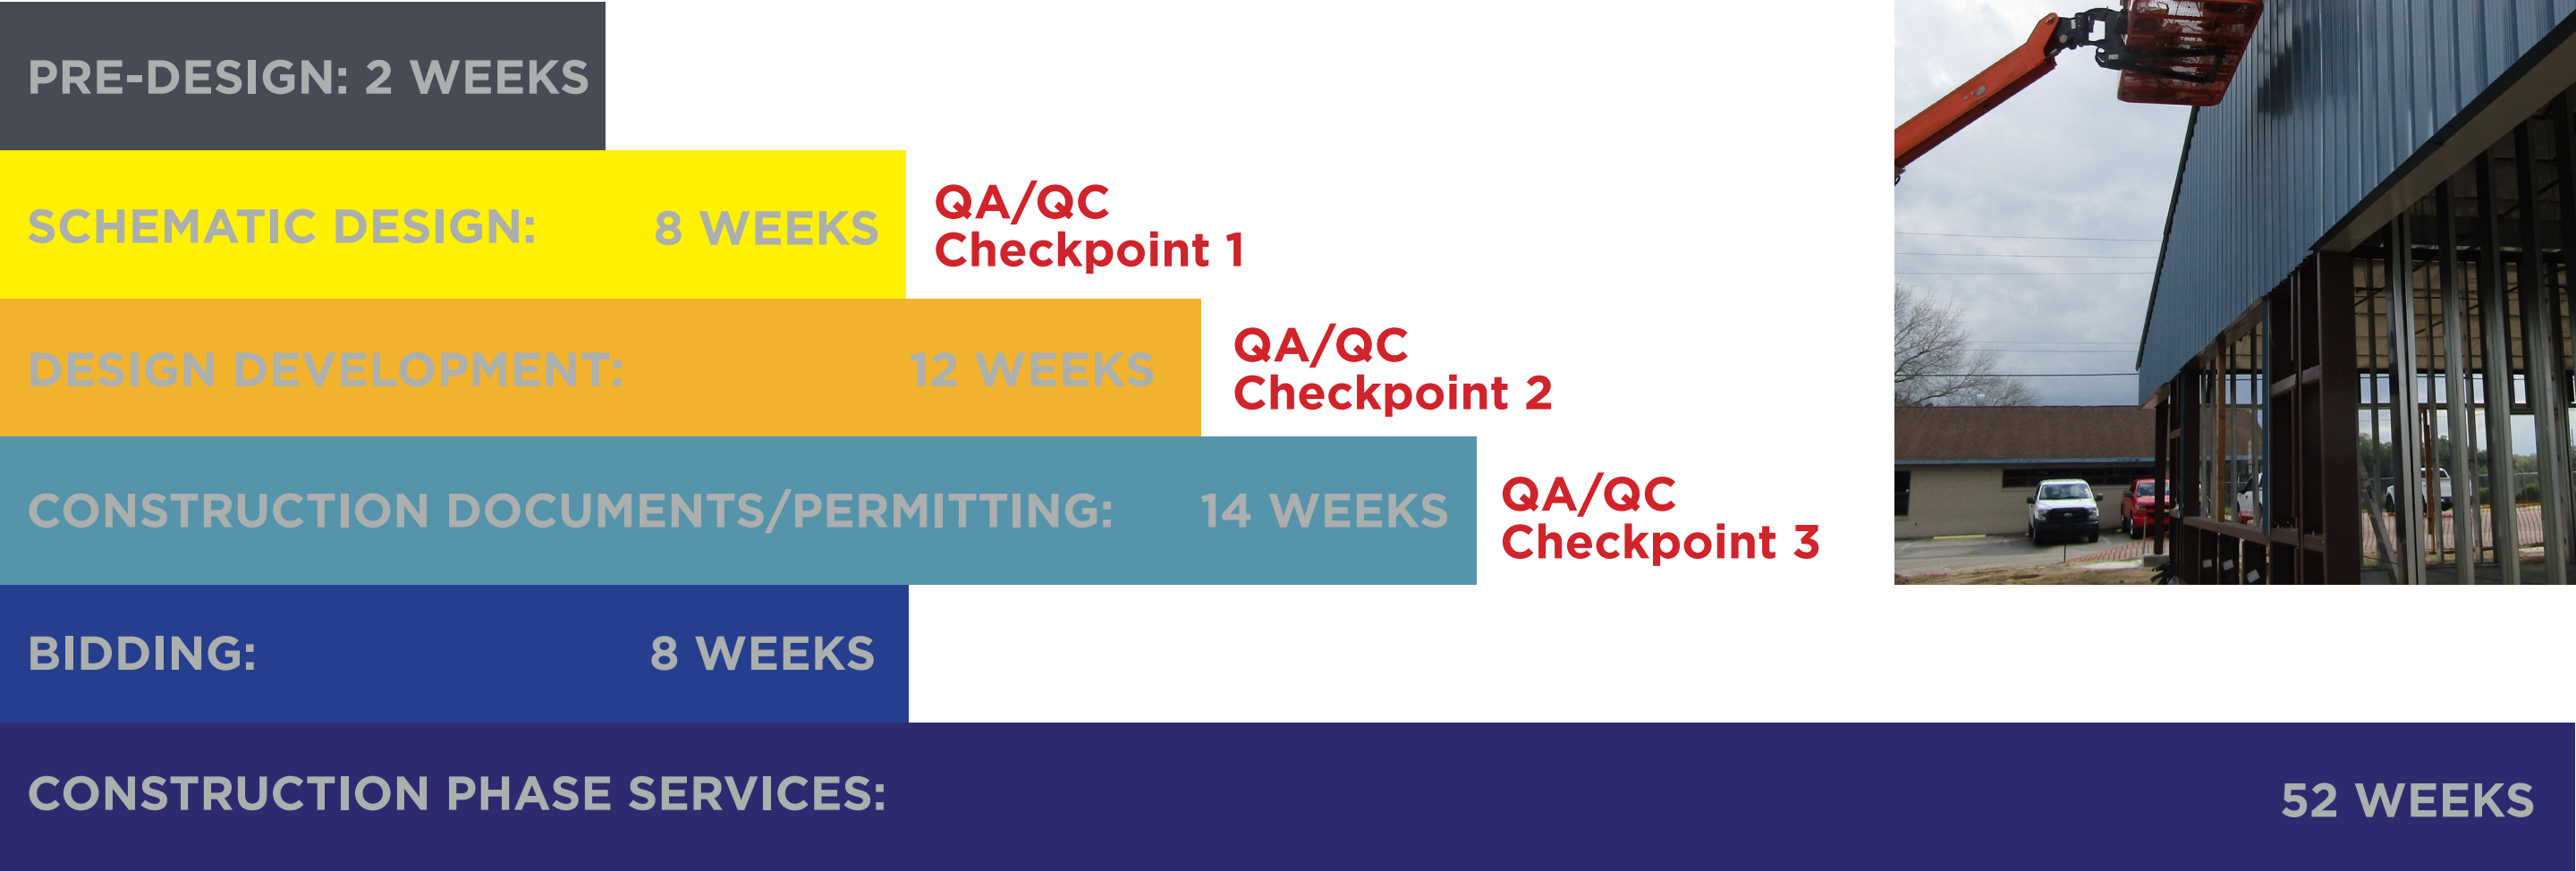 PRE-DESIGN: 2 WEEKS
SCHEMATIC DESIGN: 8 WEEKS
QA/QC
Checkpoint 1
DESIGN DEVELOPMENT: 12 WEEKS
QA/QC
Checkpoint 2
CONSTRUCTION DOCUMENTS/PERMITTING: 14 WEEKS
QA/QC
Checkpoint 3
BIDDING: 8 WEEKS
CONSTRUCTION PHASE SERVICES: 52 WEEKS